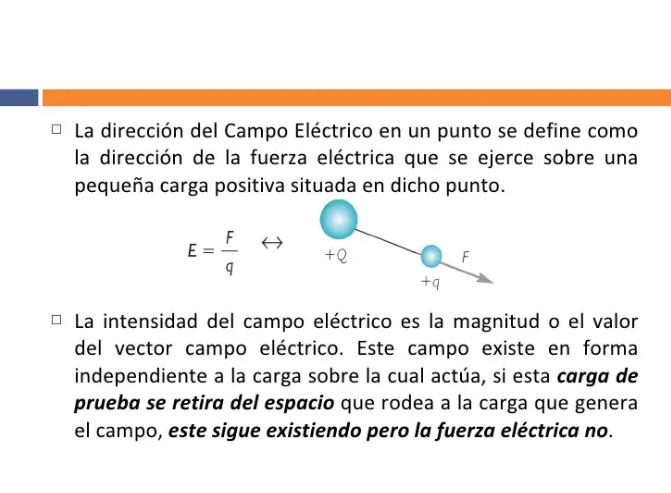 La dirección del Campo Eléctrico en un punto se define como
la dirección de la fuerza eléctrica que se ejerce sobre una
pequeña carga positiva situada en dicho punto.
E = F/q ↔
+Q
+q
F
La intensidad del campo eléctrico es la magnitud o el valor
del vector campo eléctrico. Este campo existe en forma
independiente a la carga sobre la cual actúa, si esta carga de
prueba se retira del espacio que rodea a la carga que genera
el campo, este sigue existiendo pero la fuerza eléctrica no.